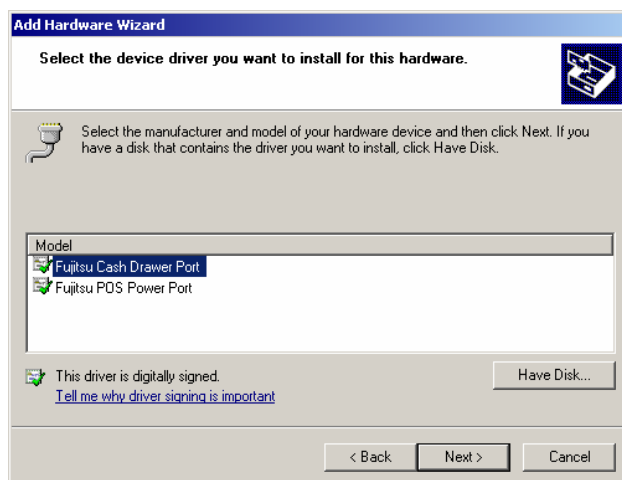 Add Hardware Wizard
Select the device driver you want to install for this hardware.
Select the manufacturer and model of your hardware device and then click Next. If you
have a disk that contains the driver you want to install, click Have Disk.
Model
Fujitsu Cash Drawer Port
Fujitsu POS Power Port
This driver is digitally signed.
Have Disk...
Tell me why driver signing is important
< Back
Next >
Cancel